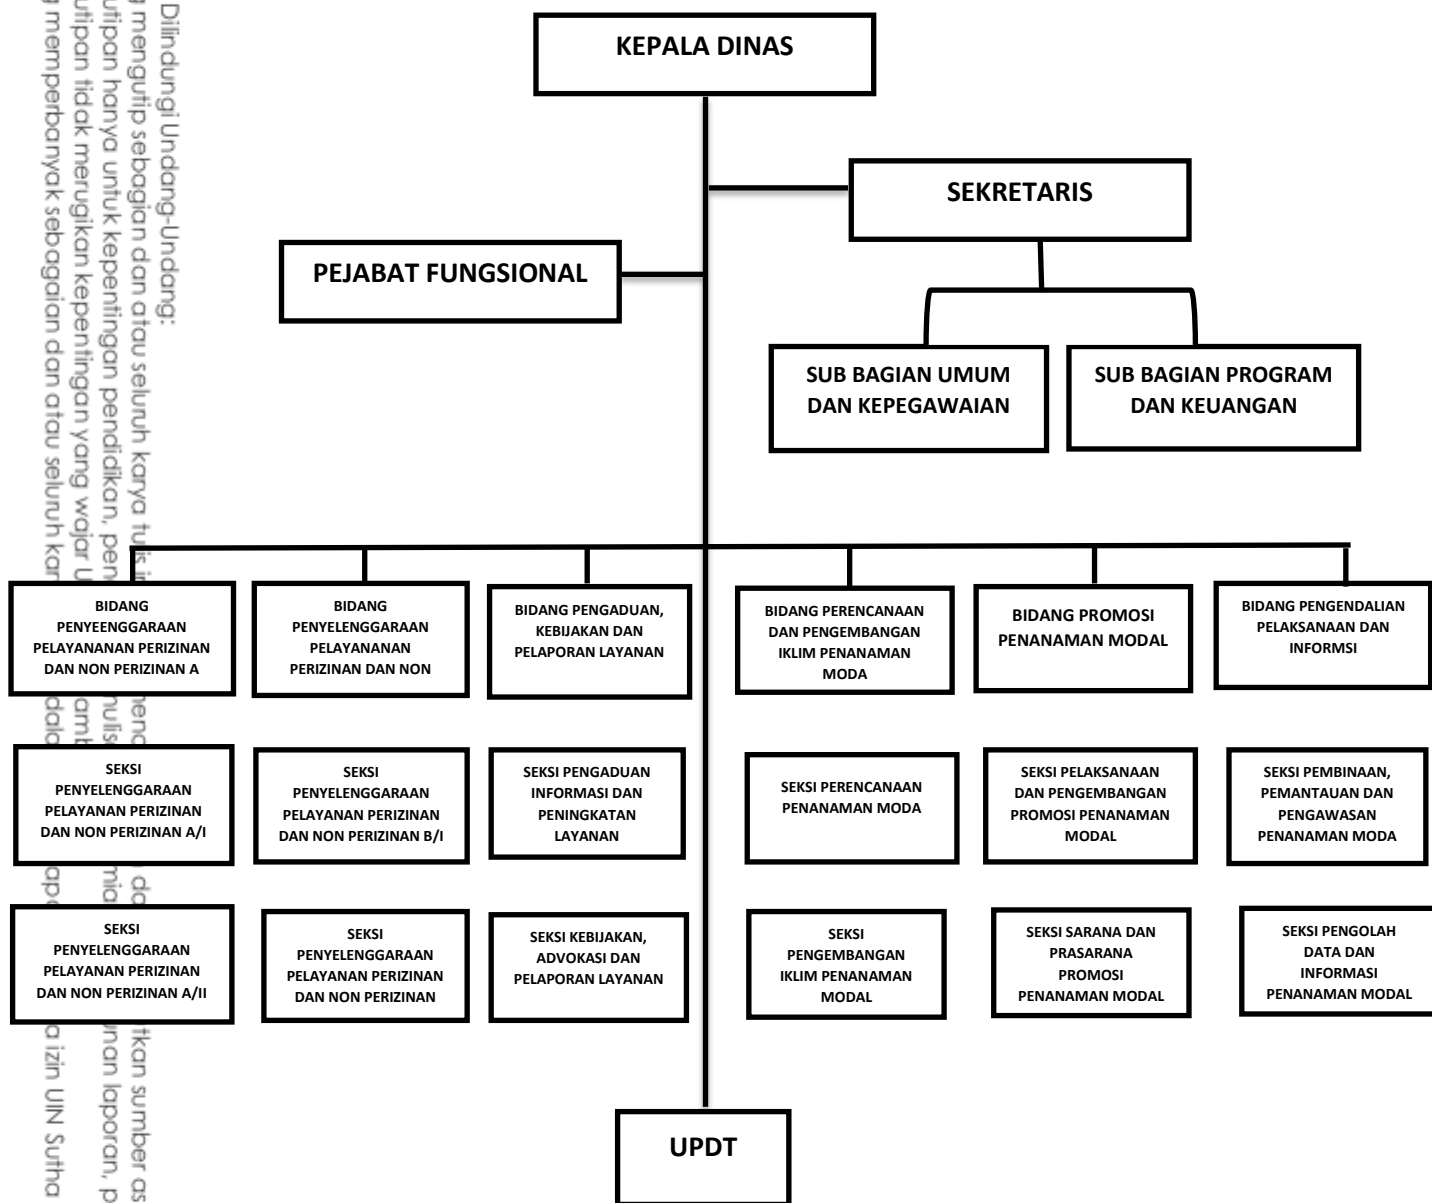 KEPALA DINAS
SEKRETARIS
PEJABAT FUNGSIONAL
SUB BAGIAN UMUM
DAN KEPEGAWAIAN
SUB BAGIAN PROGRAM
DAN KEUANGAN
BIDANG
PENYEENGGARAAN
PELAYANANAN PERIZINAN
DAN NON PERIZINAN A
BIDANG
PENYELENGGARAAN
PELAYANANAN
PERIZINAN DAN NON
BIDANG PENGADUAN,
KEBIJAKAN DAN
PELAPORAN LAYANAN
BIDANG PERENCANAAN
DAN PENGEMBANGAN
IKLIM PENANAMAN
MODA
BIDANG PROMOSI
PENANAMAN MODAL
BIDANG PENGENDALIAN
PELAKSANAAN DAN
INFORMSI
SEKSI
PENYELENGGARAAN
PELAYANAN PERIZINAN
DAN NON PERIZINAN A/I
SEKSI
PENYELENGGARAAN
PELAYANAN PERIZINAN
DAN NON PERIZINAN B/I
SEKSI PENGADUAN
INFORMASI DAN
PENINGKATAN
LAYANAN
SEKSI PERENCANAAN
PENANAMAN MODA
SEKSI PELAKSANAAN
DAN PENGEMBANGAN
PROMOSI PENANAMAN
MODAL
SEKSI PEMBINAAN,
PEMANTAUAN DAN
PENGAWASAN
PENANAMAN MODA
SEKSI
PENYELENGGARAAN
PELAYANAN PERIZINAN
DAN NON PERIZINAN A/II
SEKSI
PENYELENGGARAAN
PELAYANAN PERIZINAN
DAN NON PERIZINAN
SEKSI KEBIJAKAN,
ADVOKASI DAN
PELAPORAN LAYANAN
SEKSI
PENGEMBANGAN
IKLIM PENANAMAN
MODAL
SEKSI SARANA DAN
PRASARANA
PROMOSI
PENANAMAN MODAL
SEKSI PENGOLAH
DATA DAN
INFORMASI
PENANAMAN MODAL
UPDT
Dilindungi Undang-Undang:
mengutip sebagian dan atau seluruh karya tulis sumber
hanya untuk kepentingan pendidikan, laporan,
tidak merugikan kepentingan yang wajar
memperbanyak sebagaian dan atau seluruh izin UIN Sutha